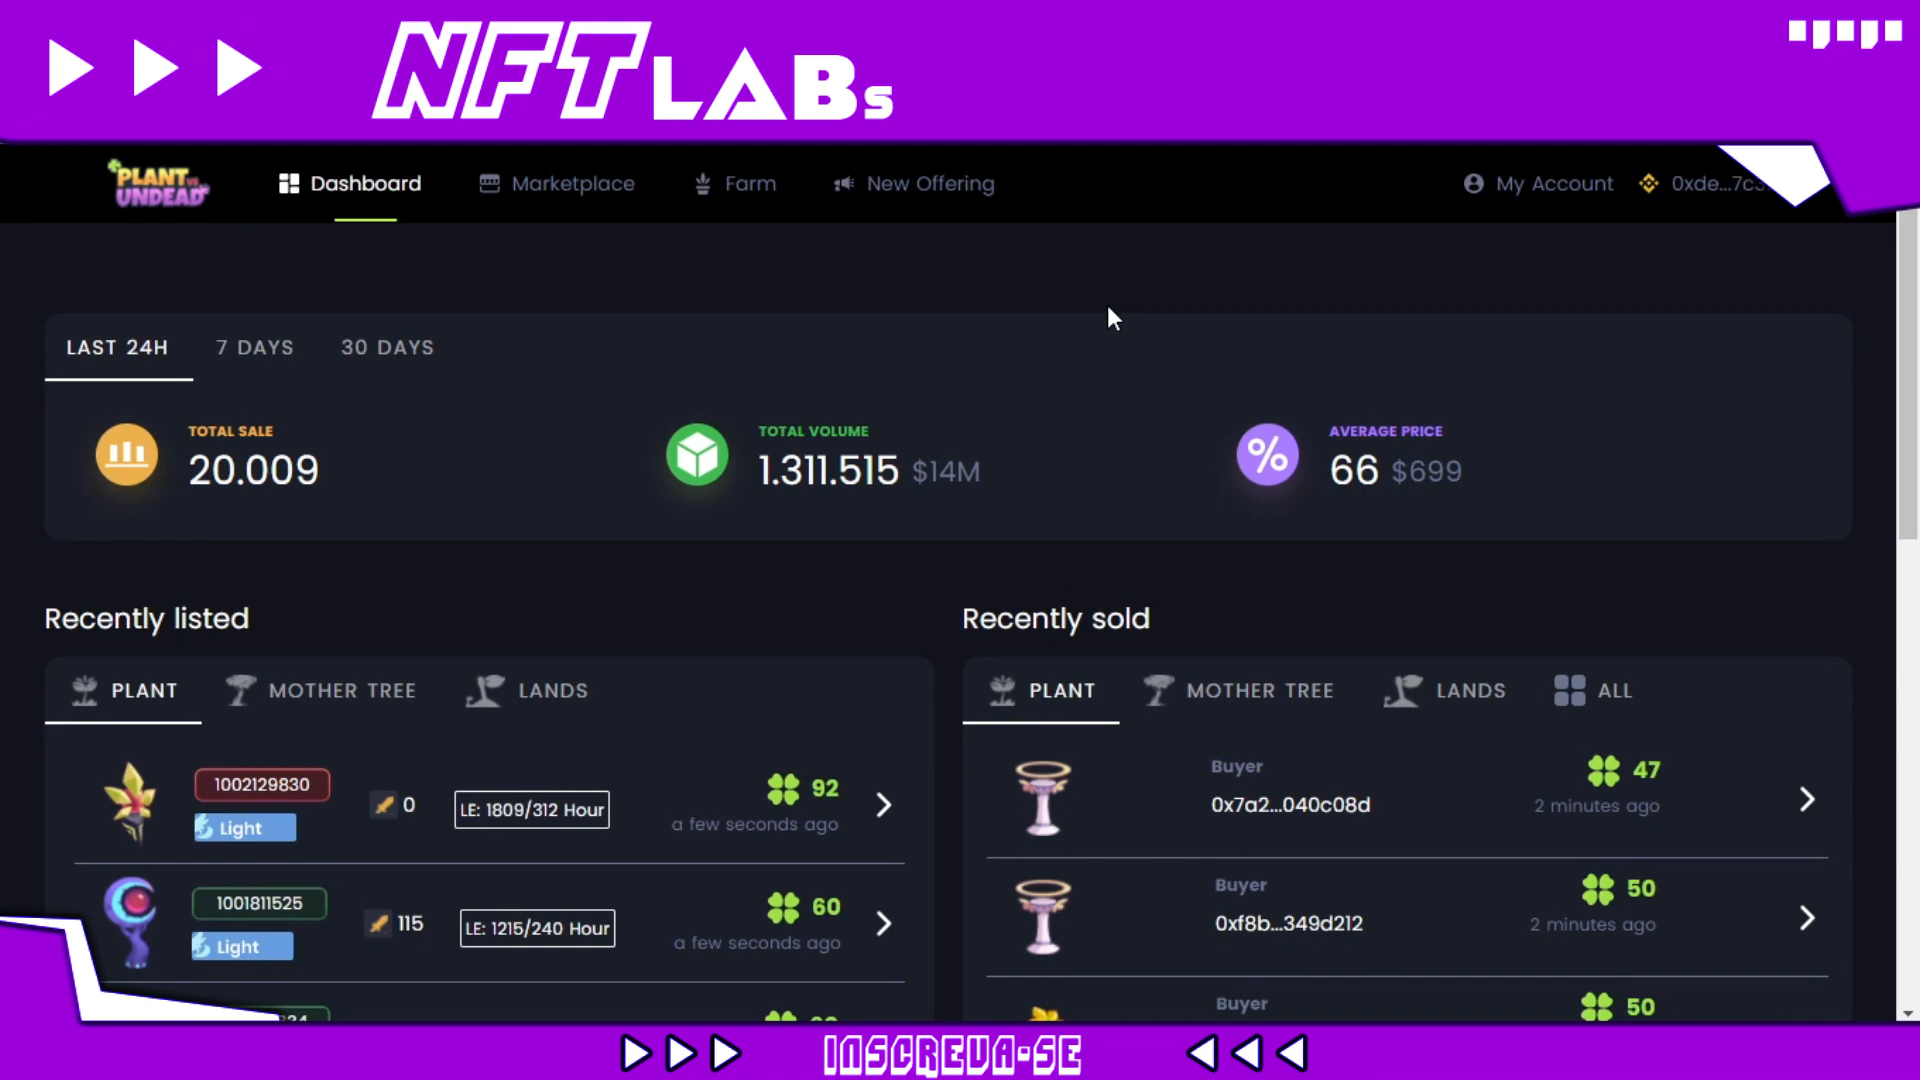 NFT LABs
PLANT VS UNDEAD
Dashboard
Marketplace
Farm
New Offering
My Account
LAST 24H
7 DAYS
30 DAYS
TOTAL SALE
20.009
TOTAL VOLUME
1.311.515 $14M
AVERAGE PRICE
66 $699
Recently listed
PLANT
MOTHER TREE
LANDS
1002129830
Light
0
LE: 1809/312 Hour
92
a few seconds ago
1001811525
Light
115
LE: 1215/240 Hour
60
a few seconds ago
Recently sold
PLANT
MOTHER TREE
LANDS
ALL
Buyer
0x7a2...040c08d
47
2 minutes ago
Buyer
0xf8b...349d212
50
2 minutes ago
Buyer
50
INSCREVA-SE